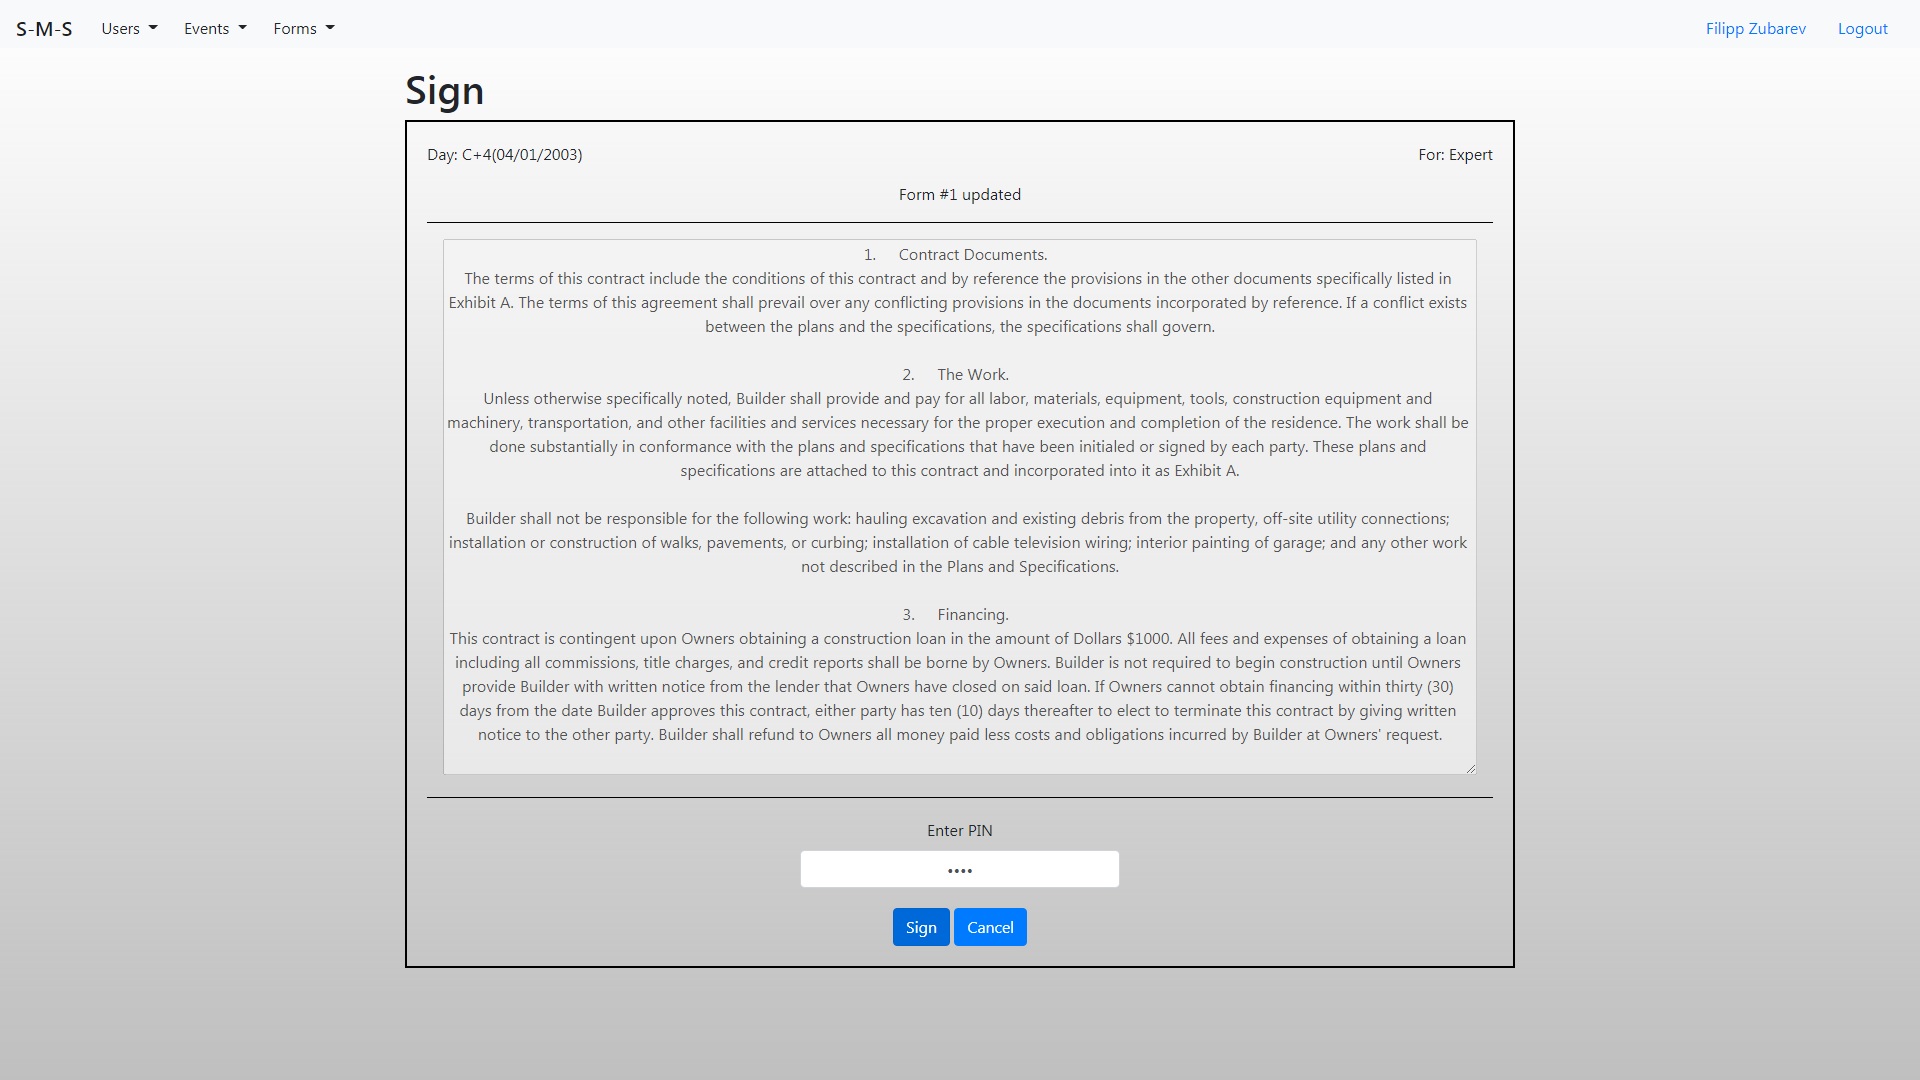 S-M-S Users Events Forms Filipp Zubarev Logout
Sign
Day: C+4(04/01/2003) For: Expert
Form #1 updated
1. Contract Documents.
The terms of this contract include the conditions of this contract and by reference the provisions in the other documents specifically listed in
Exhibit A. The terms of this agreement shall prevail over any conflicting provisions in the documents incorporated by reference. If a conflict exists
between the plans and the specifications, the specifications shall govern.
2. The Work.
Unless otherwise specifically noted, Builder shall provide and pay for all labor, materials, equipment, tools, construction equipment and
machinery, transportation, and other facilities and services necessary for the proper execution and completion of the residence. The work shall be
done substantially in conformance with the plans and specifications that have been initialed or signed by each party. These plans and
specifications are attached to this contract and incorporated into it as Exhibit A.
Builder shall not be responsible for the following work: hauling excavation and existing debris from the property, off-site utility connections;
installation or construction of walks, pavements, or curbing; installation of cable television wiring; interior painting of garage; and any other work
not described in the Plans and Specifications.
3. Financing.
This contract is contingent upon Owners obtaining a construction loan in the amount of Dollars $1000. All fees and expenses of obtaining a loan
including all commissions, title charges, and credit reports shall be borne by Owners. Builder is not required to begin construction until Owners
provide Builder with written notice from the lender that Owners have closed on said loan. If Owners cannot obtain financing within thirty (30)
days from the date Builder approves this contract, either party has ten (10) days thereafter to elect to terminate this contract by giving written
notice to the other party. Builder shall refund to Owners all money paid less costs and obligations incurred by Builder at Owners' request.
Enter PIN
••••
Sign Cancel